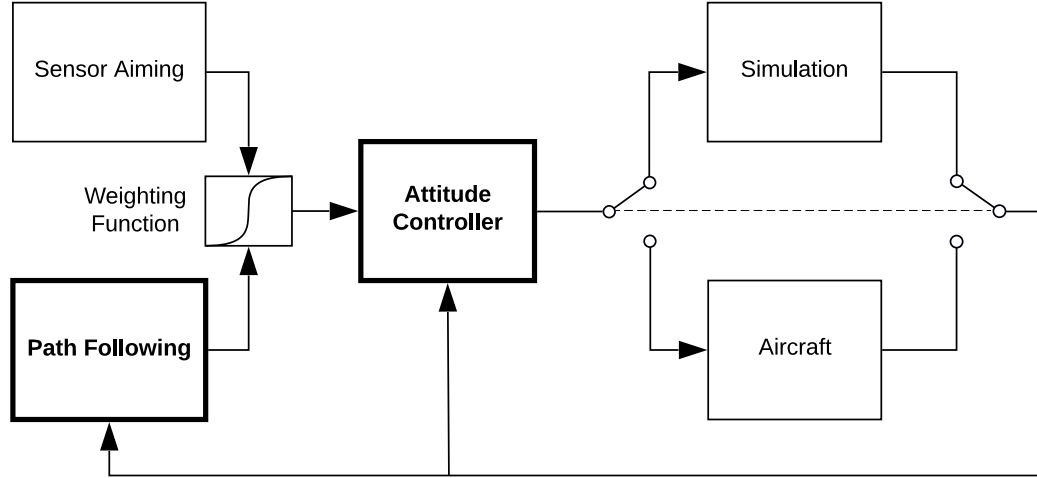 Sensor Aiming
Simulation
Weighting
Function
Attitude
Controller
Path Following
Aircraft